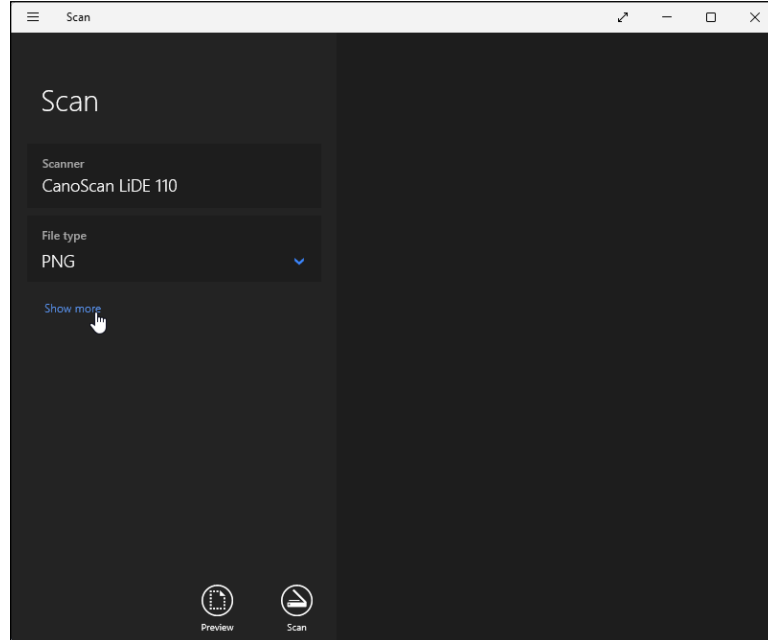 Scan
Scan
Scanner
CanoScan LiDE 110
File type
PNG
Show more
Preview
Scan